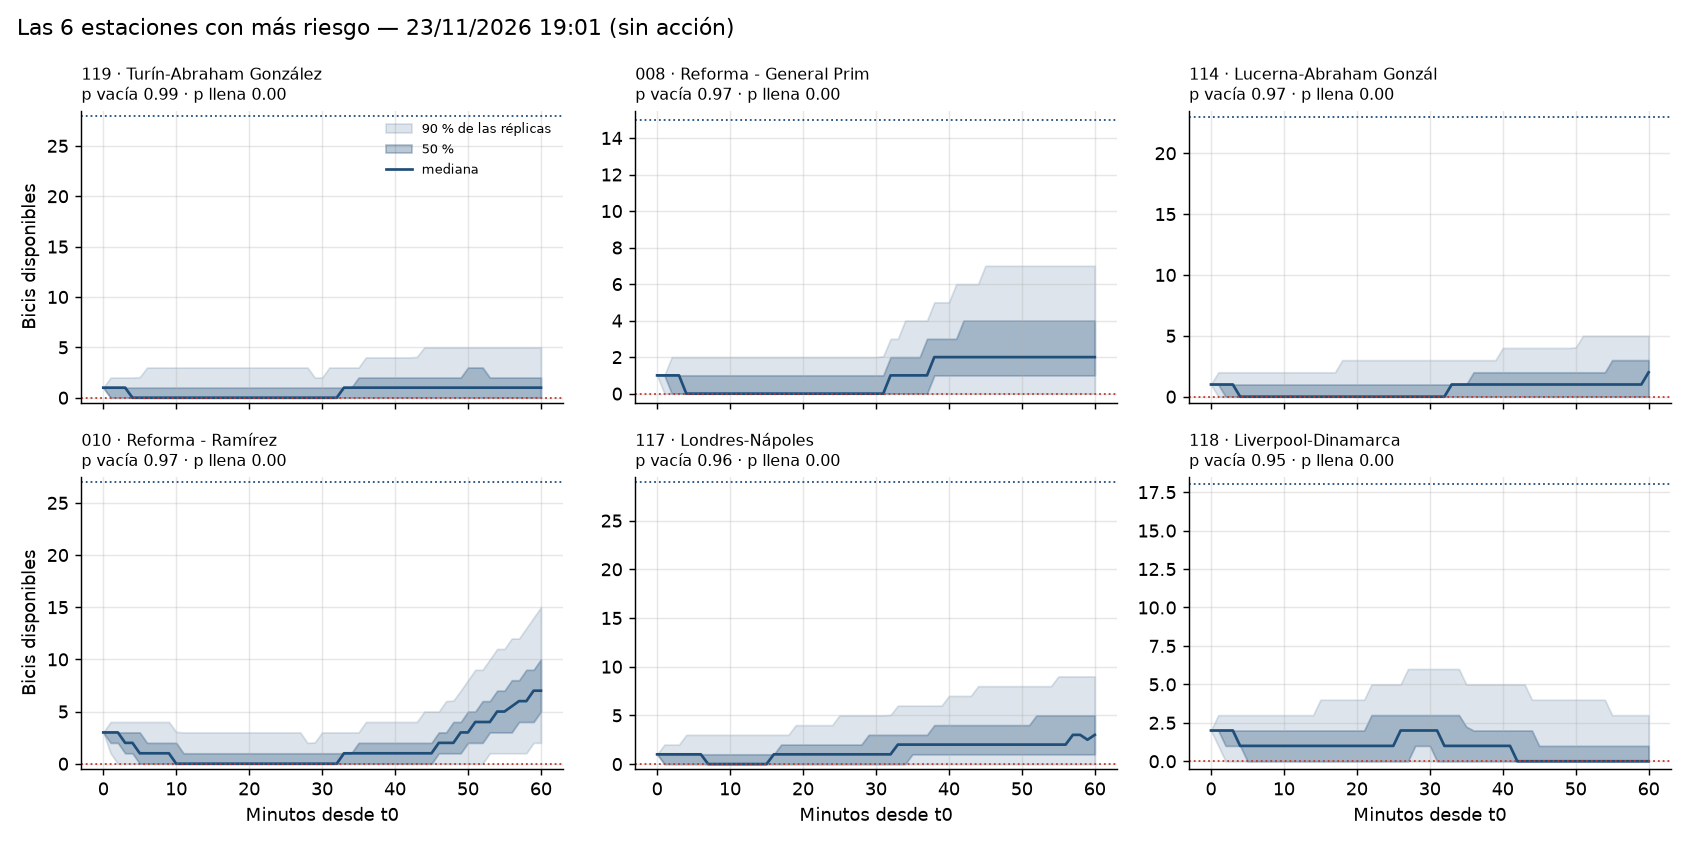 Las 6 estaciones con más riesgo — 23/11/2026 19:01 (sin acción)
119 · Turín-Abraham González
p vacía 0.99 · p llena 0.00
90 % de las réplicas
50 %
mediana
25
20
15
10
5
0
Bicis disponibles
008 · Reforma - General Prim
p vacía 0.97 · p llena 0.00
14
12
10
8
6
4
2
0
114 · Lucerna-Abraham Gonzál
p vacía 0.97 · p llena 0.00
20
15
10
5
0
010 · Reforma - Ramírez
p vacía 0.97 · p llena 0.00
25
20
15
10
5
0
Bicis disponibles
0 10 20 30 40 50 60
Minutos desde t0
117 · Londres-Nápoles
p vacía 0.96 · p llena 0.00
25
20
15
10
5
0
0 10 20 30 40 50 60
Minutos desde t0
118 · Liverpool-Dinamarca
p vacía 0.95 · p llena 0.00
17.5
15.0
12.5
10.0
7.5
5.0
2.5
0.0
0 10 20 30 40 50 60
Minutos desde t0